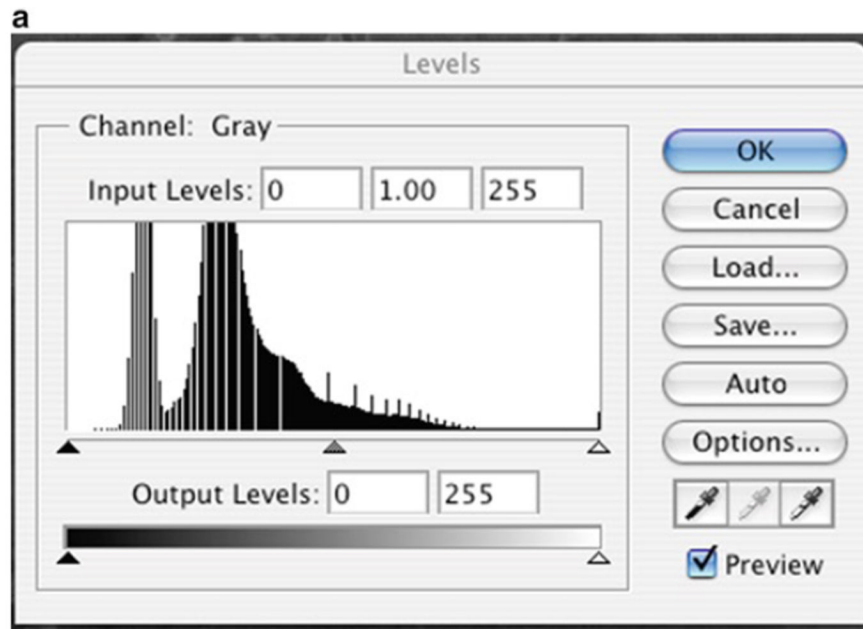 a
Levels
Channel: Gray
Input Levels: 0 1.00 255
Output Levels: 0 255
OK
Cancel
Load...
Save...
Auto
Options...
Preview